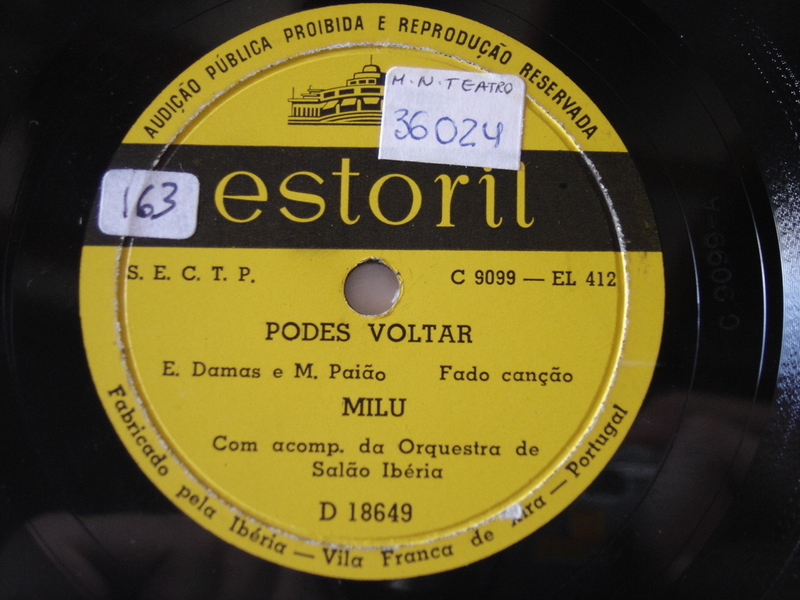 AUDIÇÃO PÚBLICA PROIBIDA E REPRODUÇÃO RESERVADA
M.N.TEATRO
36024
163
estoril
S. E. C. T. P.
C 9099 — EL 412
PODES VOLTAR
E. Damas e M. Paião Fado canção
MILU
Com acomp. da Orquestra de
Salão Ibéria
D 18649
Fabricado pela Ibéria — Vila Franca de — Portugal
C 9099-A